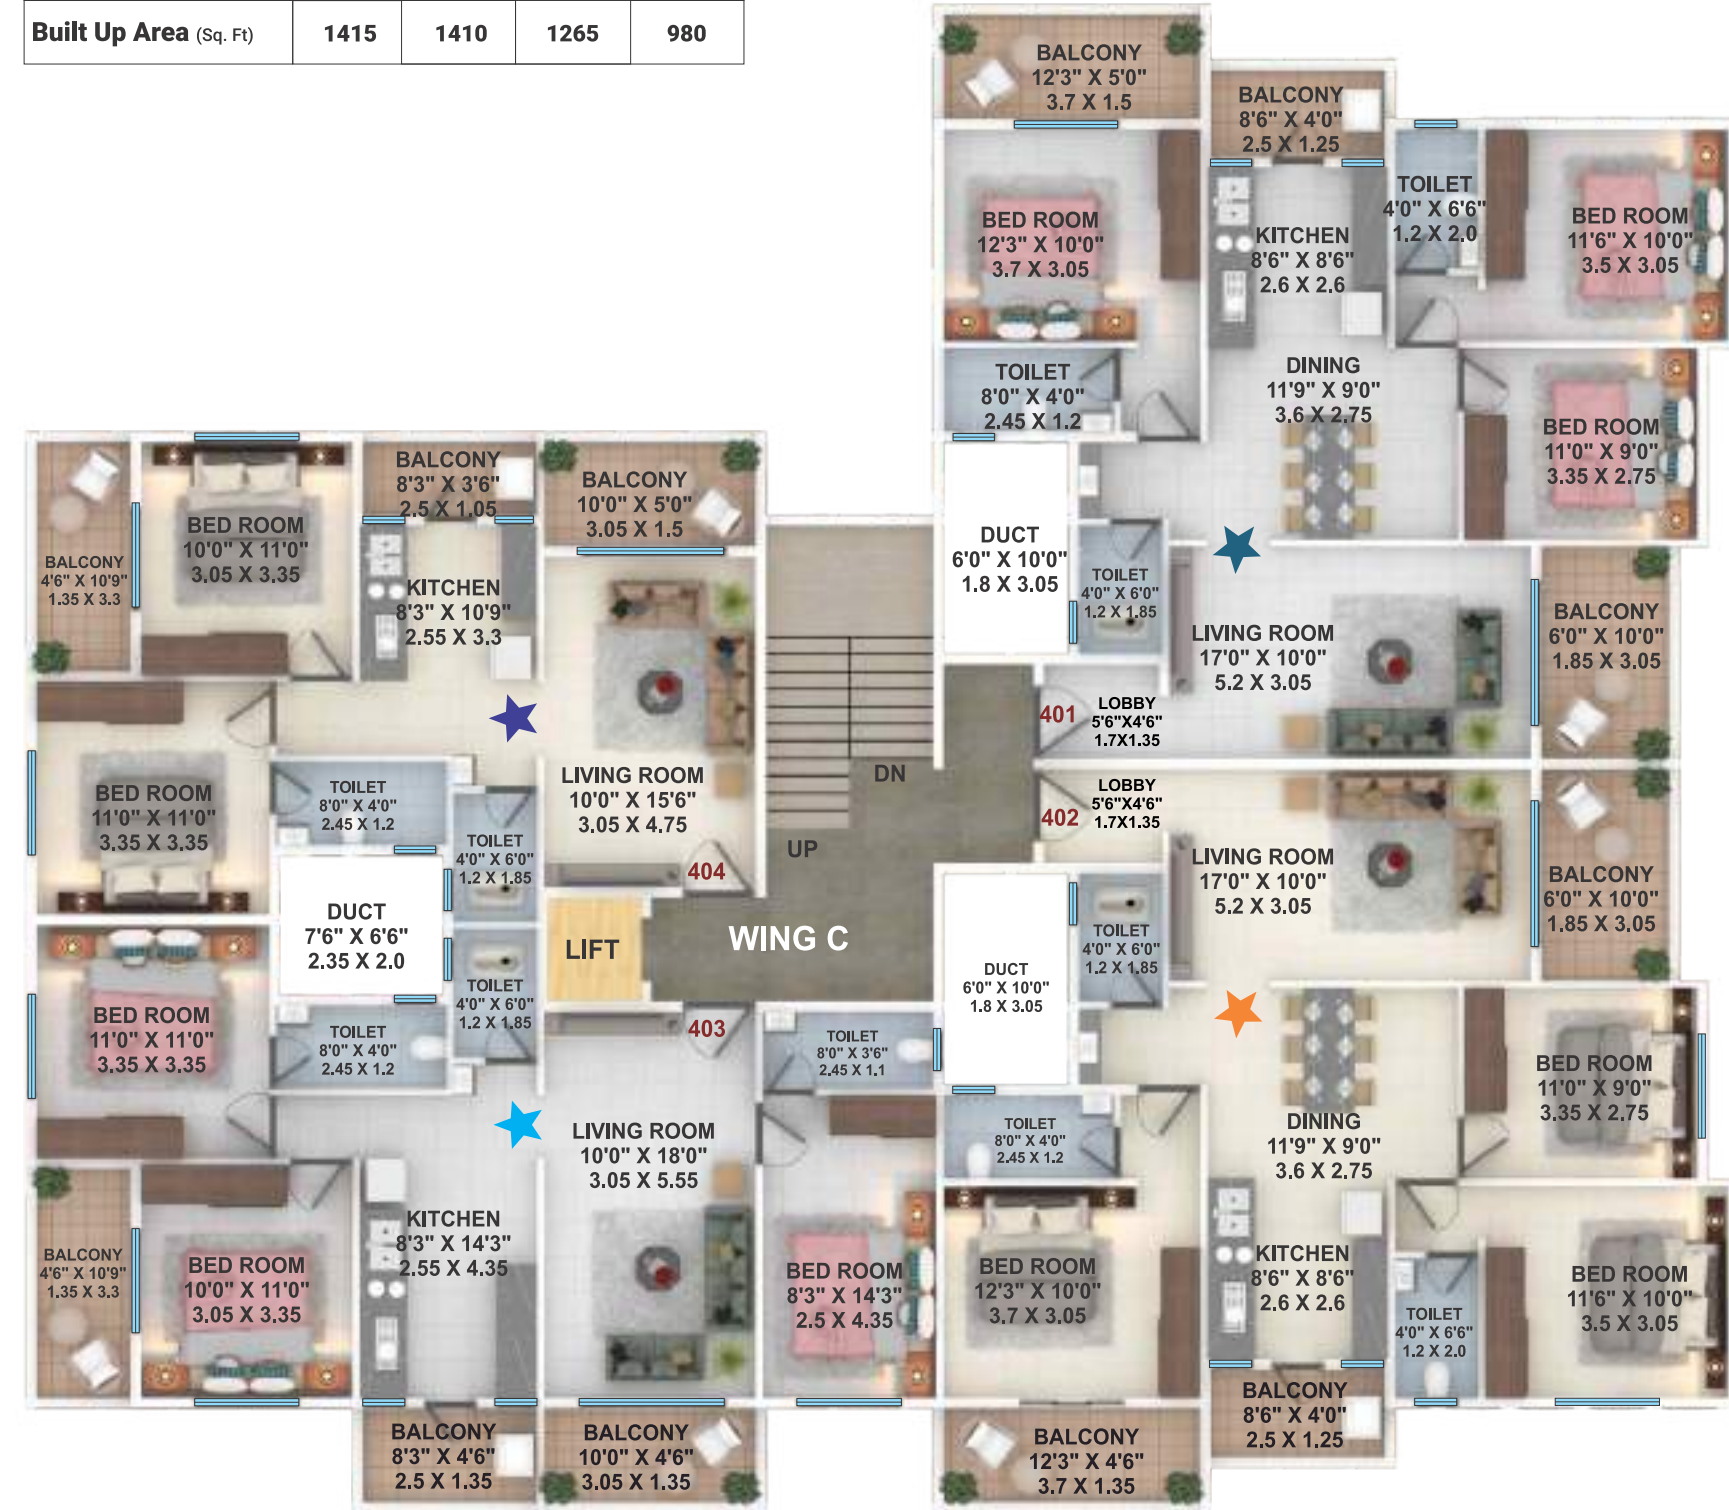 Built Up Area (Sq. Ft) 1415 1410 1265 980
BALCONY
12'3" X 5'0"
3.7 X 1.5
BALCONY
8'6" X 4'0"
2.5 X 1.25
BED ROOM
12'3" X 10'0"
3.7 X 3.05
KITCHEN
8'6" X 8'6"
2.6 X 2.6
TOILET
4'0" X 6'6"
1.2 X 2.0
BED ROOM
11'6" X 10'0"
3.5 X 3.05
TOILET
8'0" X 4'0"
2.45 X 1.2
DINING
11'9" X 9'0"
3.6 X 2.75
BED ROOM
11'0" X 9'0"
3.35 X 2.75
DUCT
6'0" X 10'0"
1.8 X 3.05
TOILET
4'0" X 6'0"
1.2 X 1.85
LIVING ROOM
17'0" X 10'0"
5.2 X 3.05
BALCONY
6'0" X 10'0"
1.85 X 3.05
401
LOBBY
5'6"X4'6"
1.7X1.35
BALCONY
4'6" X 10'9"
1.35 X 3.3
BED ROOM
10'0" X 11'0"
3.05 X 3.35
BALCONY
8'3" X 3'6"
2.5 X 1.05
BALCONY
10'0" X 5'0"
3.05 X 1.5
KITCHEN
8'3" X 10'9"
2.55 X 3.3
BED ROOM
11'0" X 11'0"
3.35 X 3.35
TOILET
8'0" X 4'0"
2.45 X 1.2
TOILET
4'0" X 6'0"
1.2 X 1.85
LIVING ROOM
10'0" X 15'6"
3.05 X 4.75
404
DN
UP
402
LOBBY
5'6"X4'6"
1.7X1.35
LIVING ROOM
17'0" X 10'0"
5.2 X 3.05
BALCONY
6'0" X 10'0"
1.85 X 3.05
DUCT
7'6" X 6'6"
2.35 X 2.0
LIFT
WING C
DUCT
6'0" X 10'0"
1.8 X 3.05
TOILET
4'0" X 6'0"
1.2 X 1.85
BED ROOM
11'0" X 11'0"
3.35 X 3.35
TOILET
8'0" X 4'0"
2.45 X 1.2
TOILET
4'0" X 6'0"
1.2 X 1.85
403
TOILET
8'0" X 3'6"
2.45 X 1.1
TOILET
8'0" X 4'0"
2.45 X 1.2
DINING
11'9" X 9'0"
3.6 X 2.75
BED ROOM
11'0" X 9'0"
3.35 X 2.75
LIVING ROOM
10'0" X 18'0"
3.05 X 5.55
BALCONY
4'6" X 10'9"
1.35 X 3.3
BED ROOM
10'0" X 11'0"
3.05 X 3.35
KITCHEN
8'3" X 14'3"
2.55 X 4.35
BED ROOM
8'3" X 14'3"
2.5 X 4.35
BED ROOM
12'3" X 10'0"
3.7 X 3.05
KITCHEN
8'6" X 8'6"
2.6 X 2.6
TOILET
4'0" X 6'6"
1.2 X 2.0
BED ROOM
11'6" X 10'0"
3.5 X 3.05
BALCONY
8'3" X 4'6"
2.5 X 1.35
BALCONY
10'0" X 4'6"
3.05 X 1.35
BALCONY
12'3" X 4'6"
3.7 X 1.35
BALCONY
8'6" X 4'0"
2.5 X 1.25